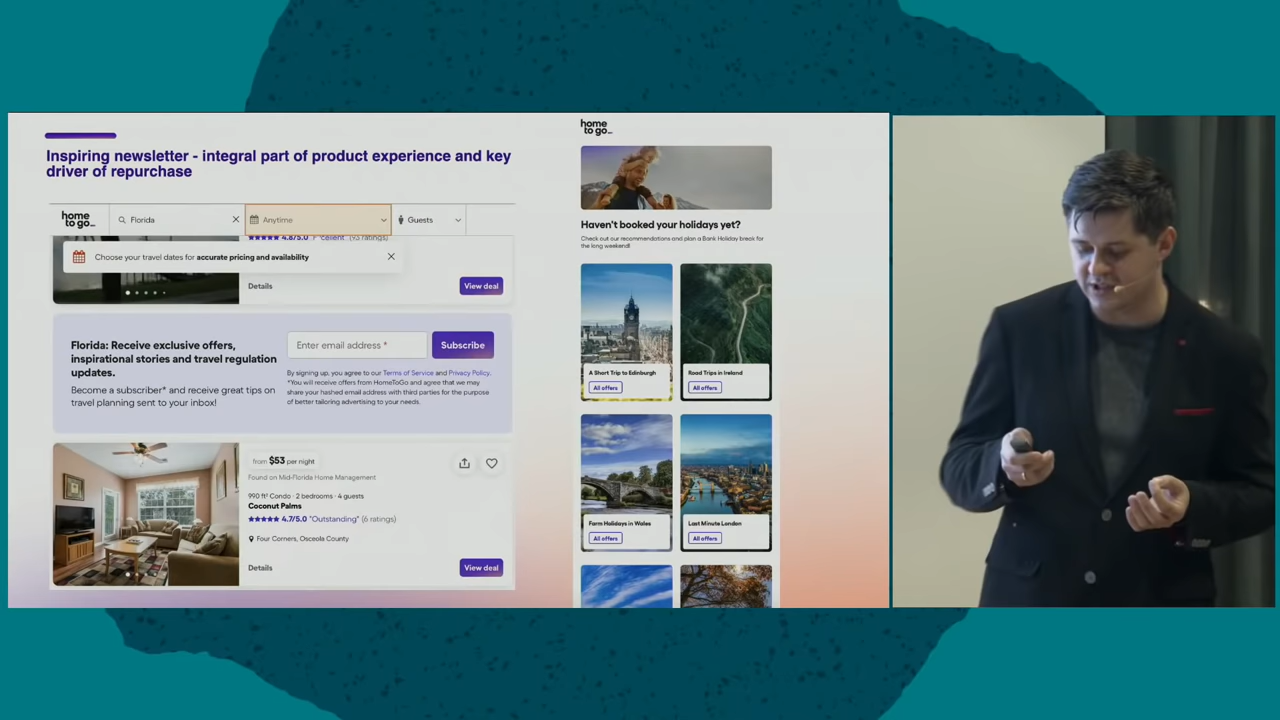 Inspiring newsletter - integral part of product experience and key
driver of repurchase
home
to go
Florida
Anytime
Guests
4.8/5.0
(93 ratings)
Choose your travel dates for accurate pricing and availability
Details
View deal
Florida: Receive exclusive offers,
inspirational stories and travel regulation
updates.
Become a subscriber* and receive great tips on
travel planning sent to your inbox!
Enter email address *
Subscribe
By signing up, you agree to our Terms of Service and Privacy Policy.
*You will receive offers from HomeToGo and agree that we may
share your hashed email address with third parties for the purpose
of better tailoring advertising to your needs.
from $53 per night
Found on Mid-Florida Home Management
990 ft² Condo · 2 bedrooms · 4 guests
Coconut Palms
4.7/5.0 "Outstanding" (6 ratings)
Four Corners, Osceola County
Details
View deal
home
to go
Haven't booked your holidays yet?
Check out our recommendations and plan a Bank Holiday break for
the long weekend!
A Short Trip to Edinburgh
All offers
Road Trips in Ireland
All offers
Farm Holidays in Wales
All offers
Last Minute London
All offers